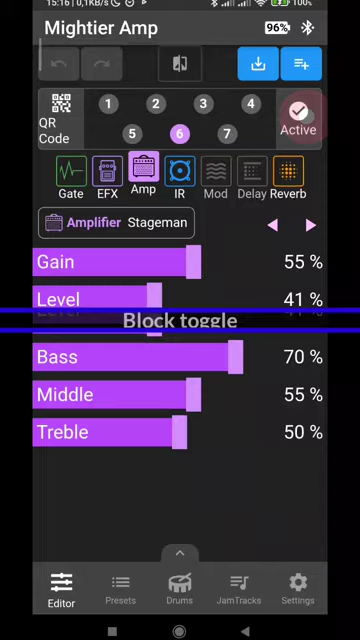 15:16 | 0,1KB/s
100%
Mightier Amp
96%
QR Code
1 2 3 4
5 6 7
Active
Gate EFX Amp IR Mod Delay Reverb
Amplifier Stageman
Gain 55 %
Level 41 %
Block toggle
Bass 70 %
Middle 55 %
Treble 50 %
Editor Presets Drums JamTracks Settings